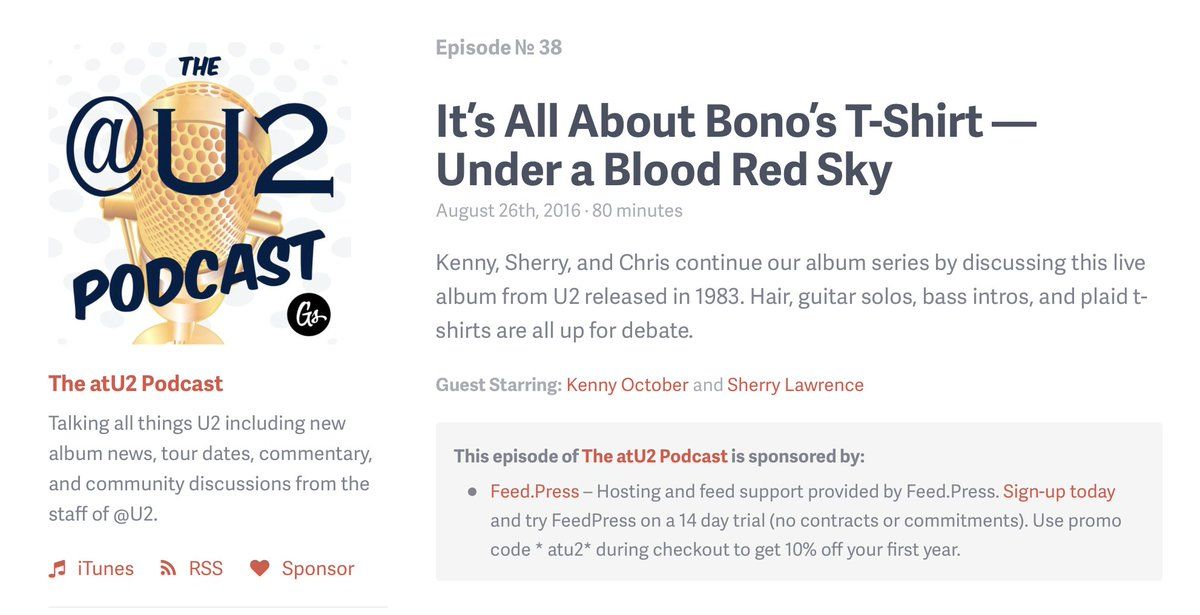 THE
@U2
PODCAST
Gs
The atU2 Podcast
Talking all things U2 including new
album news, tour dates, commentary,
and community discussions from the
staff of @U2.
iTunes RSS Sponsor
Episode № 38
It’s All About Bono’s T-Shirt —
Under a Blood Red Sky
August 26th, 2016 · 80 minutes
Kenny, Sherry, and Chris continue our album series by discussing this live
album from U2 released in 1983. Hair, guitar solos, bass intros, and plaid t-
shirts are all up for debate.
Guest Starring: Kenny October and Sherry Lawrence
This episode of The atU2 Podcast is sponsored by:
● Feed.Press – Hosting and feed support provided by Feed.Press. Sign-up today
and try FeedPress on a 14 day trial (no contracts or commitments). Use promo
code * atu2* during checkout to get 10% off your first year.